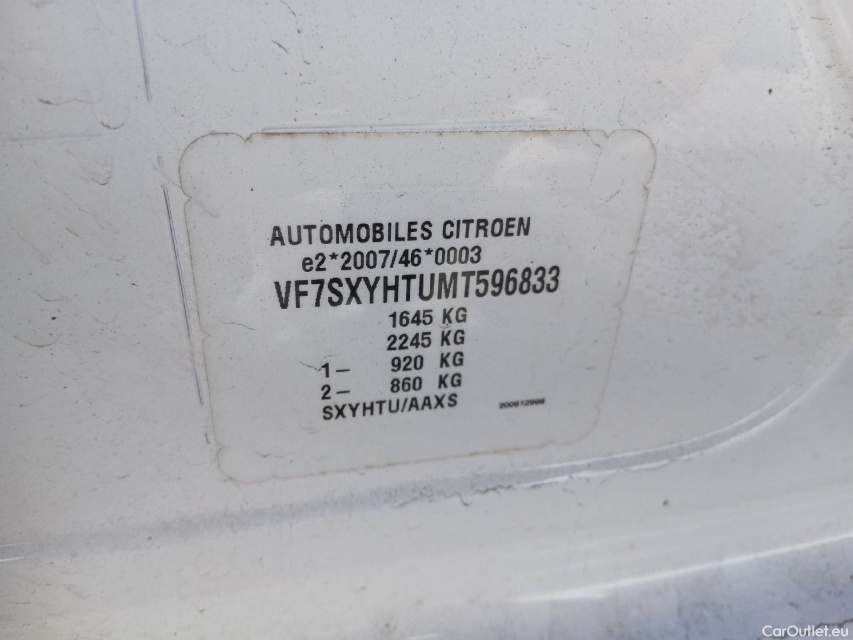 AUTOMOBILES CITROEN
e2*2007/46*0003
VF7SXYHTUMT596833
1645 KG
2245 KG
1– 920 KG
2– 860 KG
SXYHTU/AAXS
CarOutlet.eu